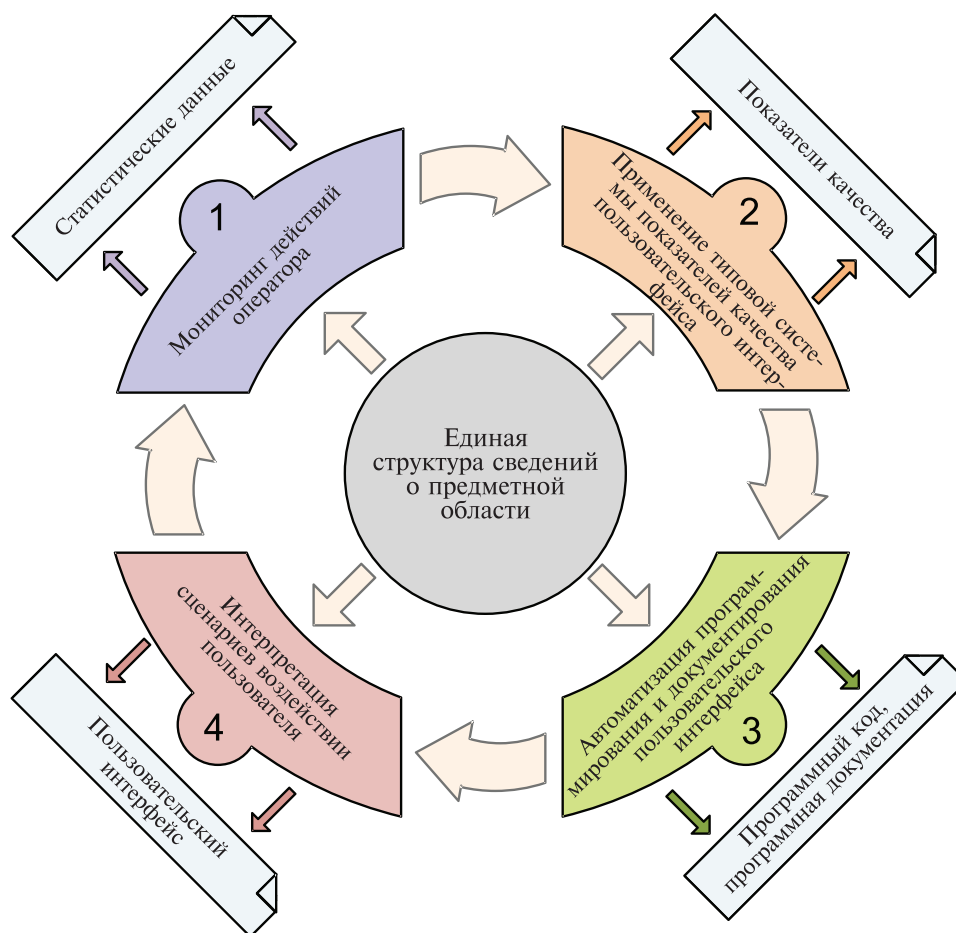 Статистические данные
1
Мониторинг действий
оператора
Показатели качества
2
Применение типовой систе-
мы показателей качества
пользовательского интер-
фейса
Единая
структура сведений
о предметной
области
Автоматизация програм-
мирования и документирования
пользовательского
интерфейса
3
Программный код,
программная документация
Интерпретация
сценариев воздействии
пользователя
4
Пользовательский
интерфейс